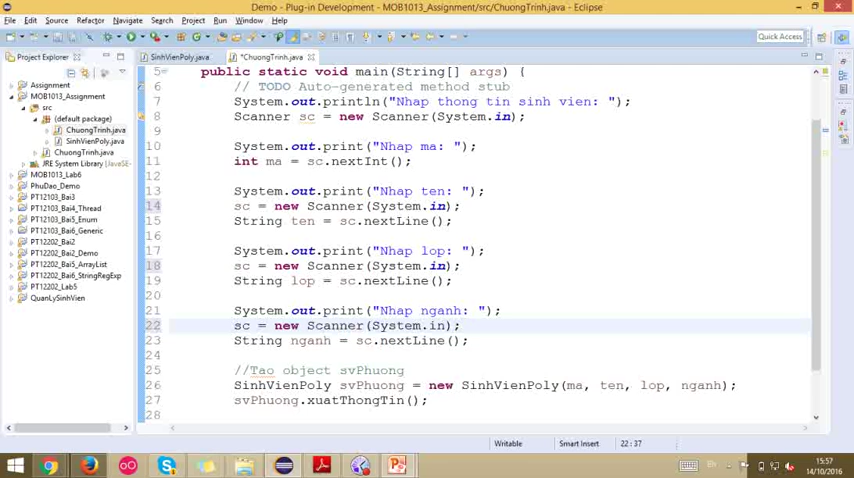 Demo - Plug-in Development - MOB1013_Assignment/src/ChuongTrinh.java - Eclipse
File Edit Source Refactor Navigate Search Project Run Window Help
Quick Access
Project Explorer
Assignment
MOB1013_Assignment
src
(default package)
ChuongTrinh.java
SinhVienPoly.java
ChuongTrinh.java
JRE System Library [JavaSE-
MOB1013_Lab6
PhuDao_Demo
PT12103_Bai3
PT12103_Bai4_Thread
PT12103_Bai5_Enum
PT12103_Bai6_Generic
PT12202_Bai2
PT12202_Bai2_Demo
PT12202_Bai5_ArrayList
PT12202_Bai6_StringRegExp
PT12202_Lab5
QuanLySinhVien
SinhVienPoly.java
*ChuongTrinh.java
5 public static void main(String[] args) {
6 // TODO Auto-generated method stub
7 System.out.println("Nhap thong tin sinh vien: ");
8 Scanner sc = new Scanner(System.in);
9
10 System.out.print("Nhap ma: ");
11 int ma = sc.nextInt();
12
13 System.out.print("Nhap ten: ");
14 sc = new Scanner(System.in);
15 String ten = sc.nextLine();
16
17 System.out.print("Nhap lop: ");
18 sc = new Scanner(System.in);
19 String lop = sc.nextLine();
20
21 System.out.print("Nhap nganh: ");
22 sc = new Scanner(System.in);
23 String nganh = sc.nextLine();
24
25 //Tao object svPhuong
26 SinhVienPoly svPhuong = new SinhVienPoly(ma, ten, lop, nganh);
27 svPhuong.xuatThongTin();
28
Writable Smart Insert 22 : 37
EN
15:57
14/10/2016